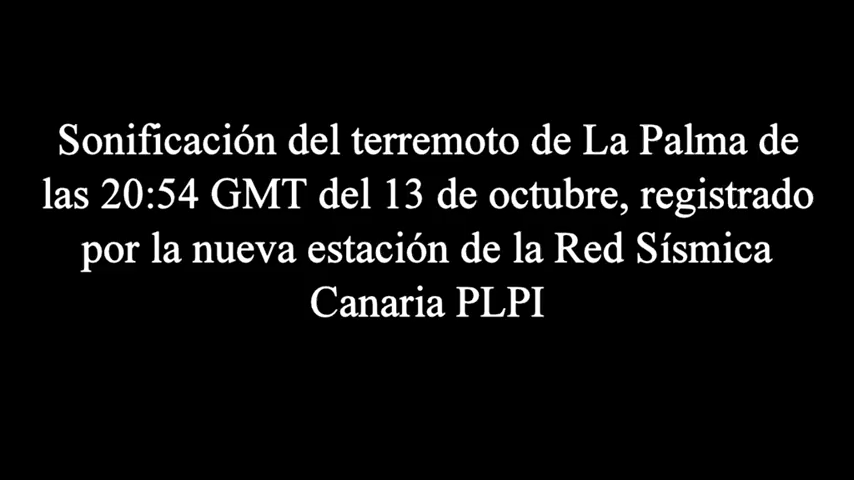 Sonificación del terremoto de La Palma de
las 20:54 GMT del 13 de octubre, registrado
por la nueva estación de la Red Sísmica
Canaria PLPI